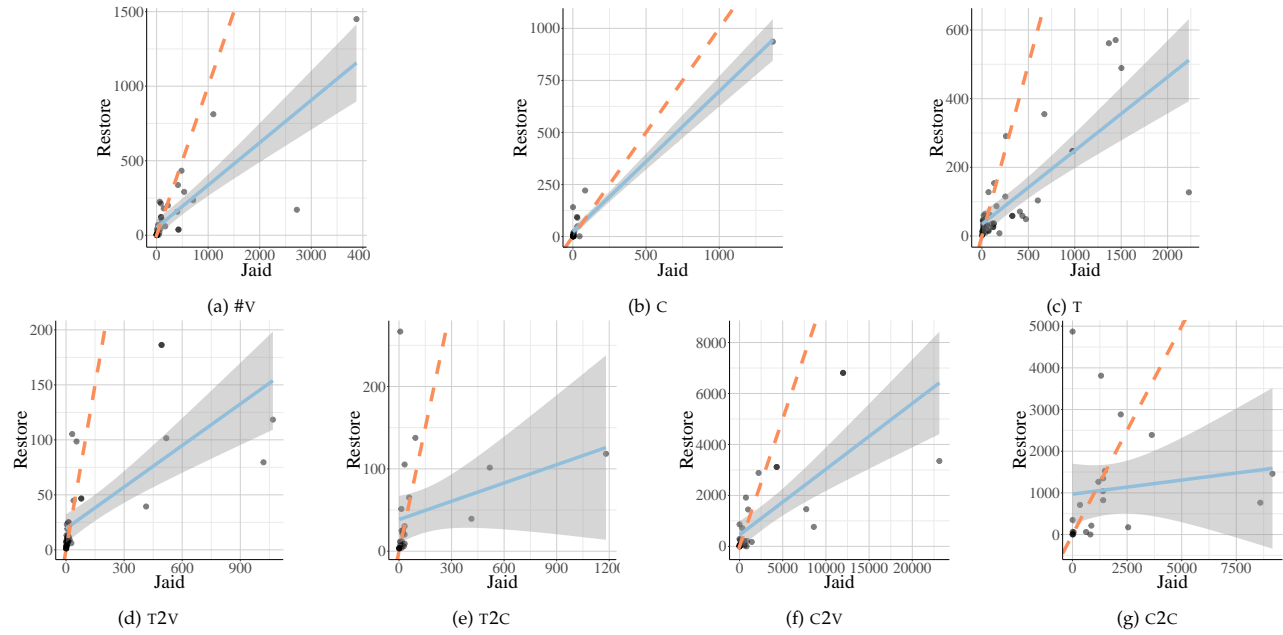 1500
1000
500
0
Restore
0 1000 2000 3000 400
Jaid
(a) #V
1000
750
500
250
0
Restore
0 500 1000
Jaid
(b) C
600
400
200
0
Restore
0 500 1000 1500 2000
Jaid
(c) T
200
150
100
50
0
Restore
0 300 600 900
Jaid
(d) T2V
200
100
0
Restore
0 300 600 900 1200
Jaid
(e) T2C
8000
6000
4000
2000
0
Restore
0 5000 10000 15000 20000
Jaid
(f) C2V
5000
4000
3000
2000
1000
0
Restore
0 2500 5000 7500
Jaid
(g) C2C